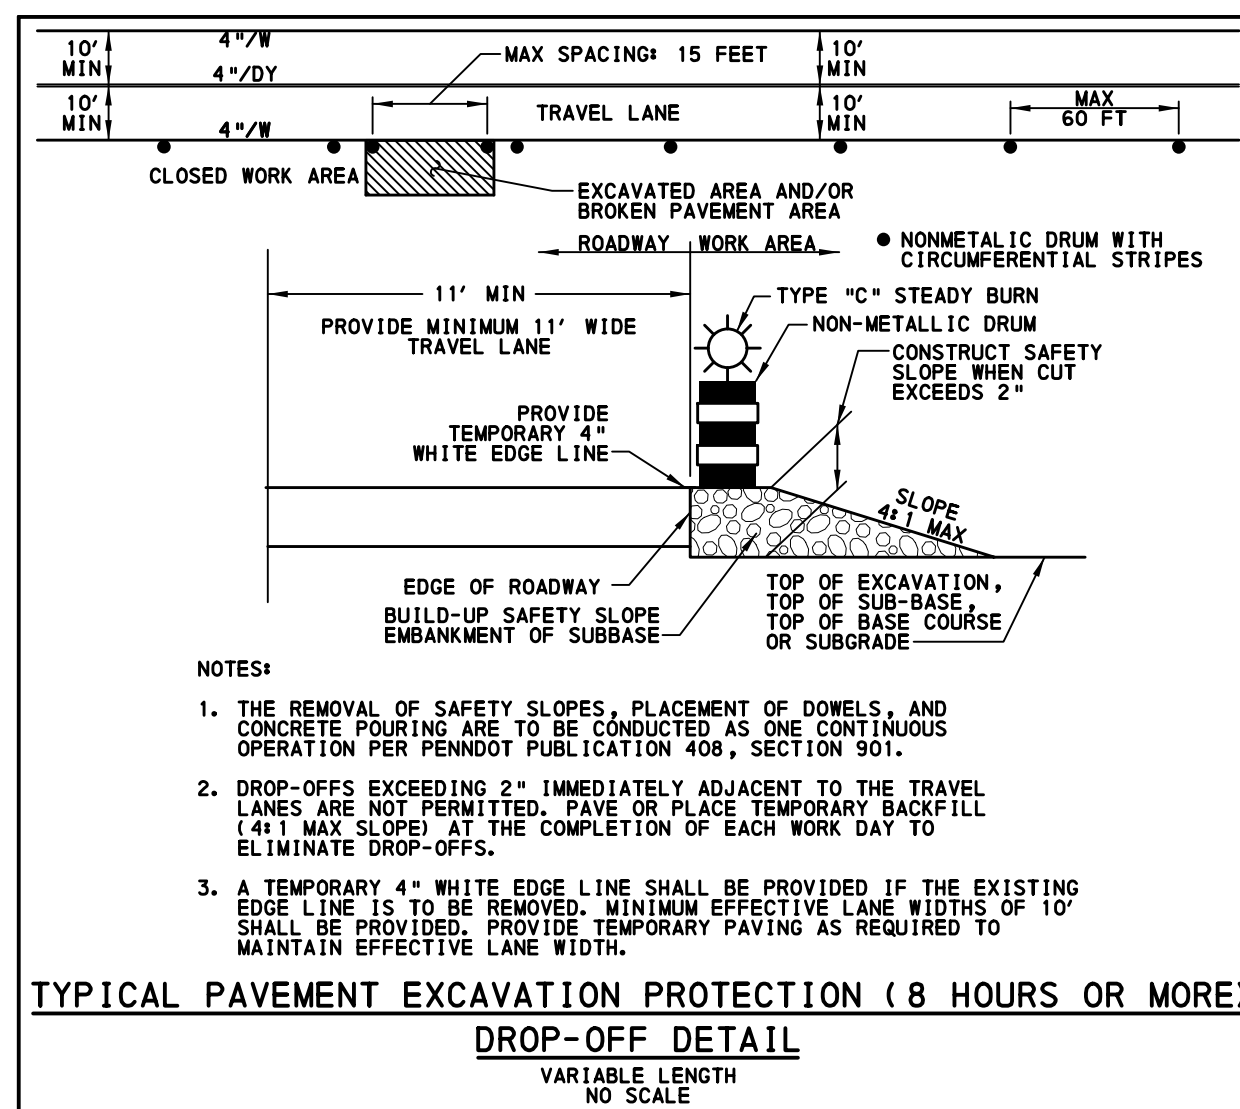 10' MIN
4"/W
MAX SPACING: 15 FEET
10' MIN
4"/DY
10' MIN
TRAVEL LANE
10' MIN
MAX
60 FT
4"/W
CLOSED WORK AREA
EXCAVATED AREA AND/OR
BROKEN PAVEMENT AREA
ROADWAY
WORK AREA
NONMETALIC DRUM WITH
CIRCUMFERENTIAL STRIPES
11' MIN
TYPE "C" STEADY BURN
PROVIDE MINIMUM 11' WIDE
TRAVEL LANE
NON-METALLIC DRUM
CONSTRUCT SAFETY
SLOPE WHEN CUT
EXCEEDS 2"
PROVIDE
TEMPORARY 4"
WHITE EDGE LINE
SLOPE
4:1 MAX
EDGE OF ROADWAY
BUILD-UP SAFETY SLOPE
EMBANKMENT OF SUBBASE
TOP OF EXCAVATION,
TOP OF SUB-BASE,
TOP OF BASE COURSE
OR SUBGRADE
NOTES:
1. THE REMOVAL OF SAFETY SLOPES, PLACEMENT OF DOWELS, AND
CONCRETE POURING ARE TO BE CONDUCTED AS ONE CONTINUOUS
OPERATION PER PENNDOT PUBLICATION 408, SECTION 901.
2. DROP-OFFS EXCEEDING 2" IMMEDIATELY ADJACENT TO THE TRAVEL
LANES ARE NOT PERMITTED. PAVE OR PLACE TEMPORARY BACKFILL
(4:1 MAX SLOPE) AT THE COMPLETION OF EACH WORK DAY TO
ELIMINATE DROP-OFFS.
3. A TEMPORARY 4" WHITE EDGE LINE SHALL BE PROVIDED IF THE EXISTING
EDGE LINE IS TO BE REMOVED. MINIMUM EFFECTIVE LANE WIDTHS OF 10'
SHALL BE PROVIDED. PROVIDE TEMPORARY PAVING AS REQUIRED TO
MAINTAIN EFFECTIVE LANE WIDTH.
TYPICAL PAVEMENT EXCAVATION PROTECTION (8 HOURS OR MORE)
DROP-OFF DETAIL
VARIABLE LENGTH
NO SCALE